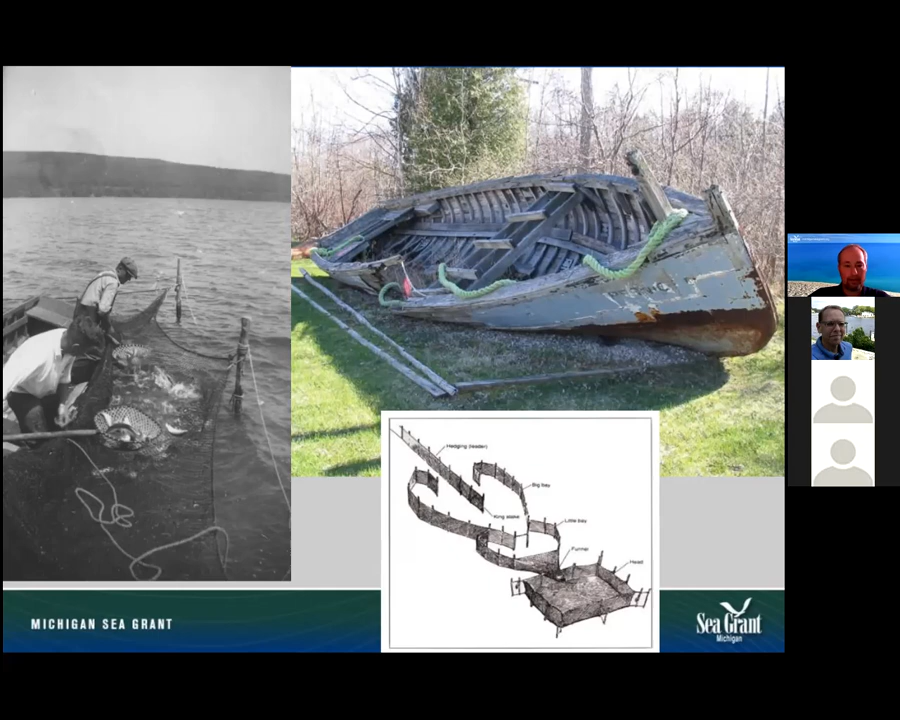 Hedging (leader)
Big bay
King stake
Little bay
Funnel
Head
MICHIGAN SEA GRANT
Sea Grant
Michigan